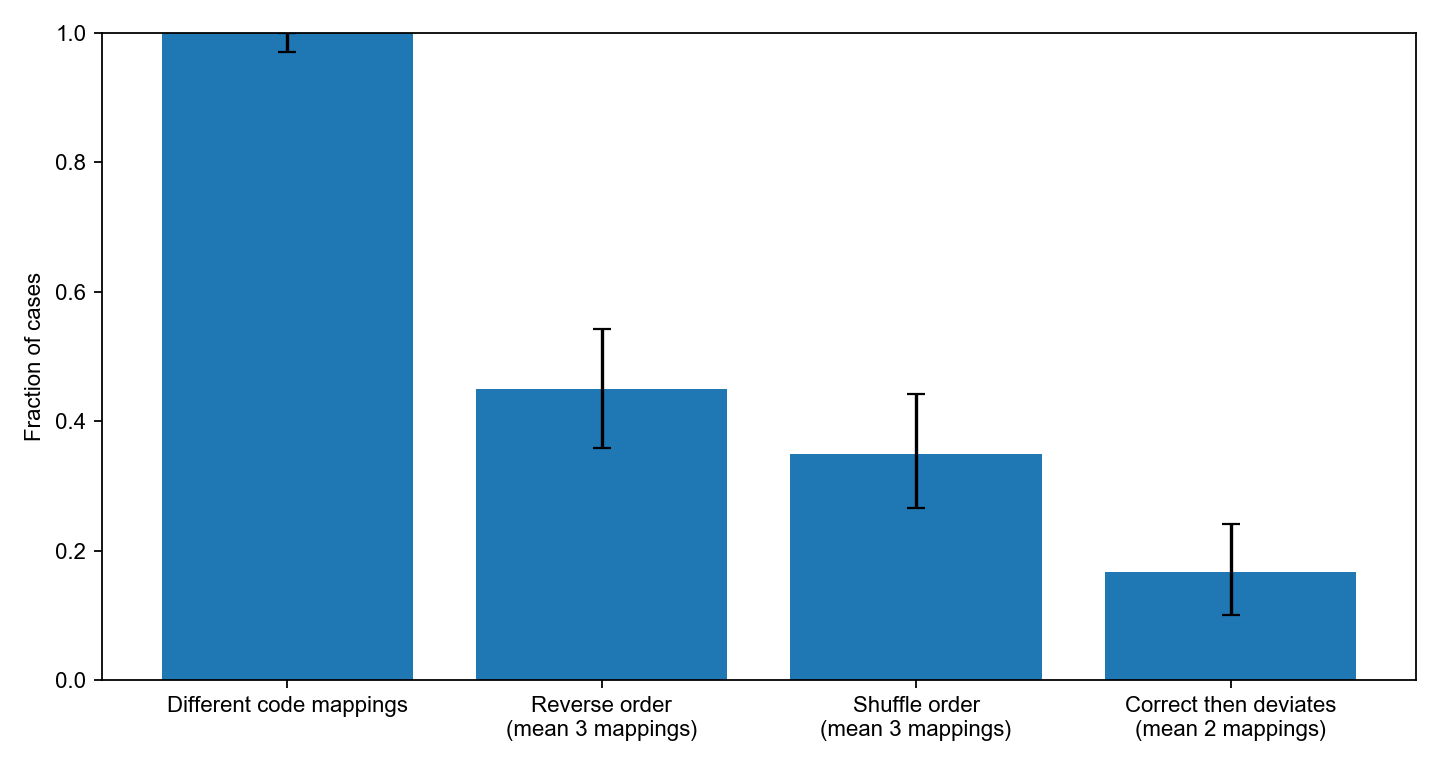 1.0
0.8
0.6
0.4
0.2
0.0
Fraction of cases
Different code mappings
Reverse order
(mean 3 mappings)
Shuffle order
(mean 3 mappings)
Correct then deviates
(mean 2 mappings)